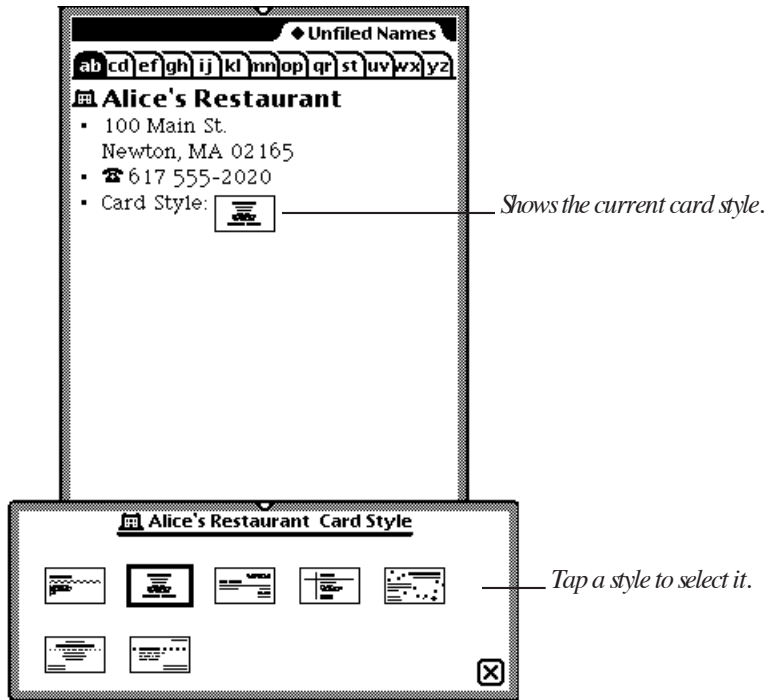 ◆ Unfiled Names
ab cd ef gh ij kl mn op qr st uv wx yz
Alice's Restaurant
• 100 Main St.
Newton, MA 02165
• ☎ 617 555-2020
• Card Style:
Shows the current card style.
Alice's Restaurant Card Style
Tap a style to select it.